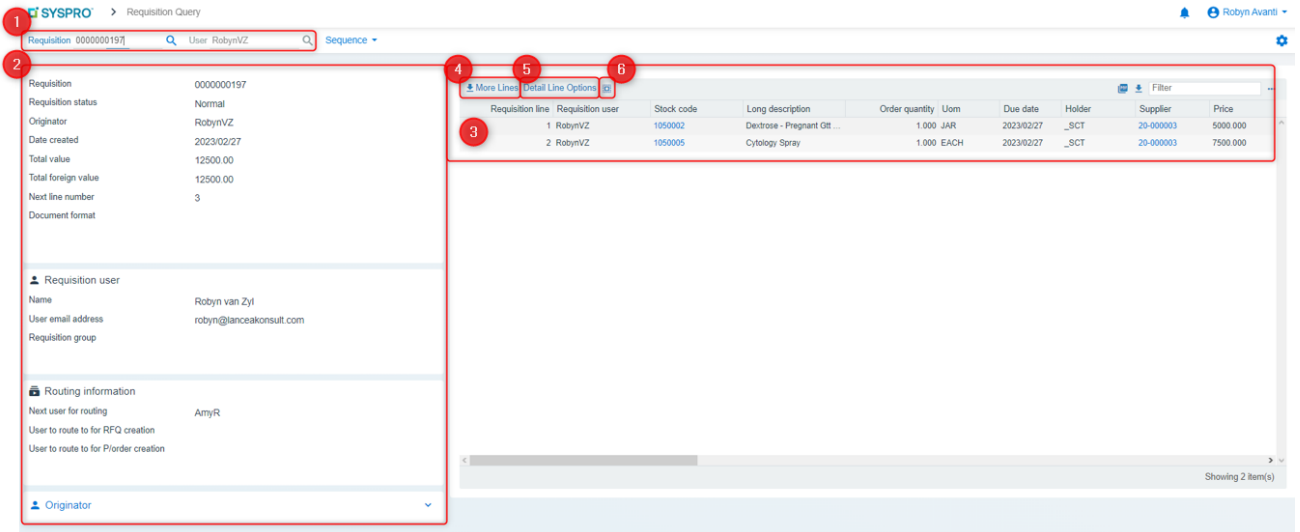 1
SYSPRO > Requisition Query
Robyn Avanti
Requisition 0000000197 User RobynVZ Sequence
2
4 5 6
Requisition 0000000197
Requisition status Normal
Originator RobynVZ
Date created 2023/02/27
Total value 12500.00
Total foreign value 12500.00
Next line number 3
Document format
Requisition user
Name Robyn van Zyl
User email address robyn@lanceakonsult.com
Requisition group
Routing information
Next user for routing AmyR
User to route to for RFQ creation
User to route to for P/order creation
Originator
More Lines Detail Line Options Filter ...
Requisition line Requisition user Stock code Long description Order quantity Uom Due date Holder Supplier Price
3
1 RobynVZ 1050002 Dextrose - Pregnant Gtt ... 1.000 JAR 2023/02/27 _SCT 20-000003 5000.000
2 RobynVZ 1050005 Cytology Spray 1.000 EACH 2023/02/27 _SCT 20-000003 7500.000
Showing 2 item(s)